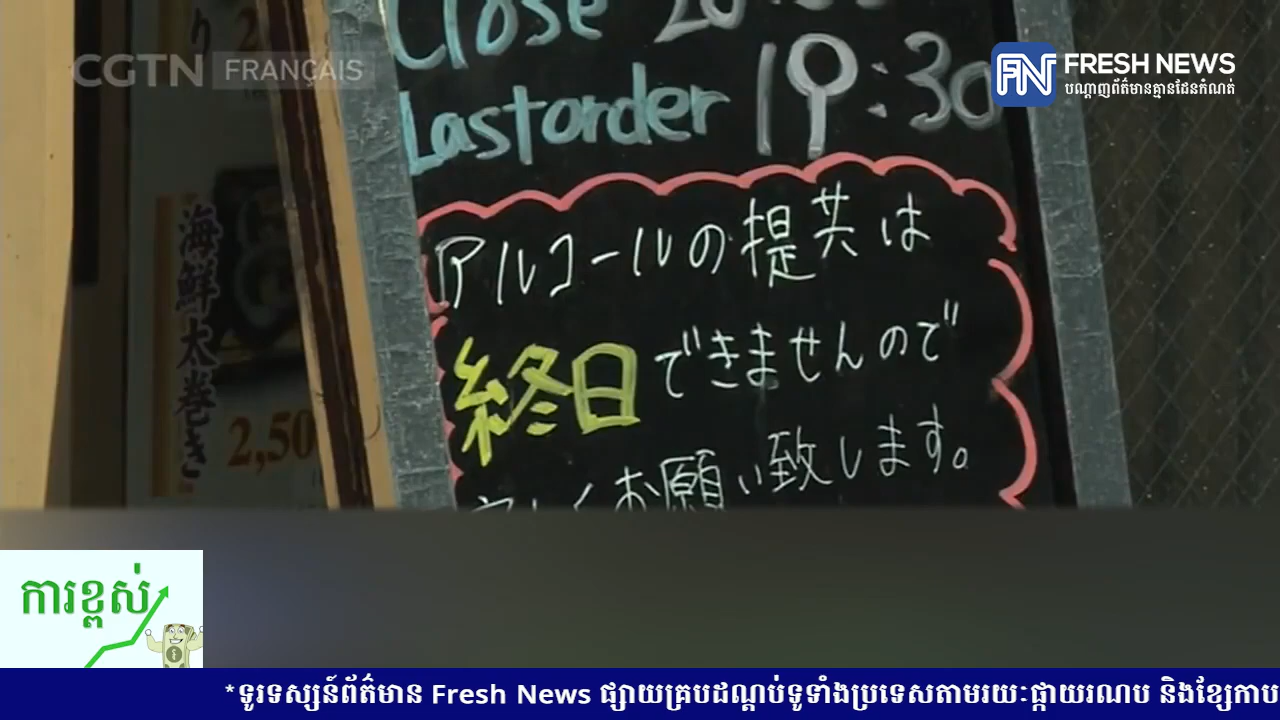 Close
Last order 19:30
アルコールの提共は
終日できませんので
お願い致します。
海鮮太巻き
2,50
CGTN FRANÇAIS
FN FRESH NEWS
បណ្ដាញព័ត៌មានគ្មានដែនកំណត់
ការខ្ពស់
*ទូរទស្សន៍ព័ត៌មាន Fresh News ផ្សាយគ្របដណ្តប់ទូទាំងប្រទេសតាមរយៈផ្កាយរណប និងខ្សែកាប